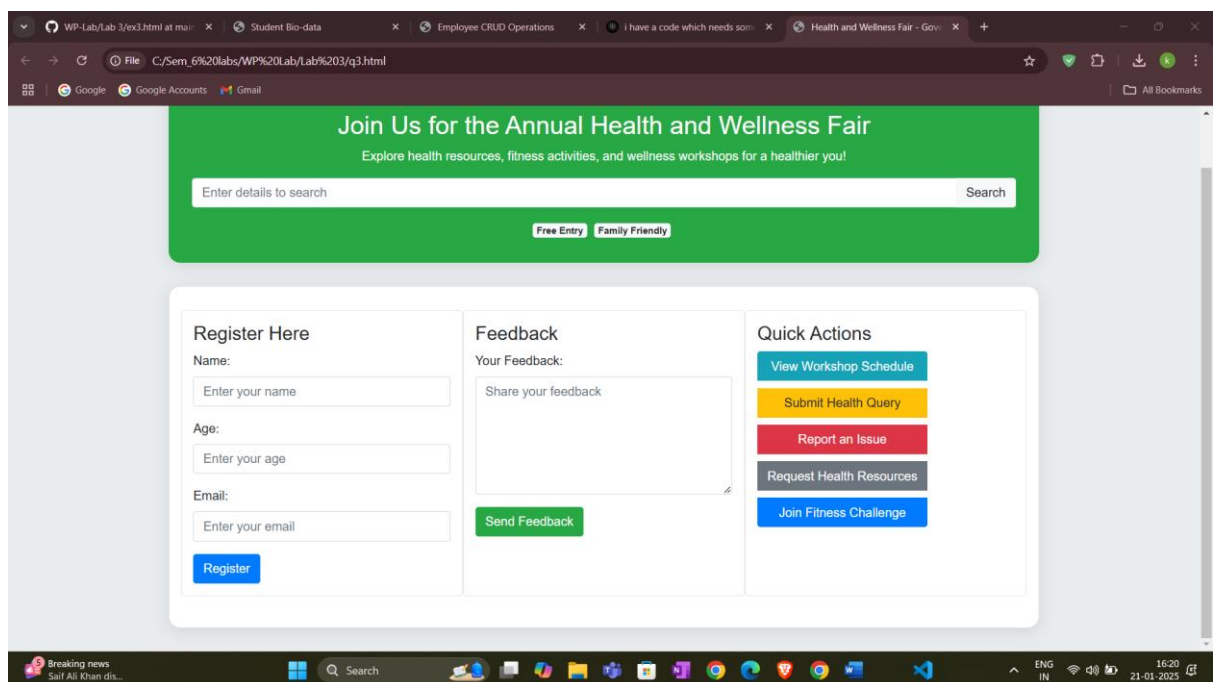 WP-Lab/Lab 3/ex3.html at mai
Student Bio-data
Employee CRUD Operations
i have a code which needs som
Health and Wellness Fair - Gov
File C:/Sem_6%20labs/WP%20Lab/Lab%203/q3.html
k
Google Google Accounts Gmail
All Bookmarks
Join Us for the Annual Health and Wellness Fair
Explore health resources, fitness activities, and wellness workshops for a healthier you!
Enter details to search Search
Free Entry Family Friendly
Register Here
Name:
Enter your name
Age:
Enter your age
Email:
Enter your email
Register
Feedback
Your Feedback:
Share your feedback
Send Feedback
Quick Actions
View Workshop Schedule
Submit Health Query
Report an Issue
Request Health Resources
Join Fitness Challenge
5
Breaking news
Saif Ali Khan dis...
Search
ENG
IN
16:20
21-01-2025